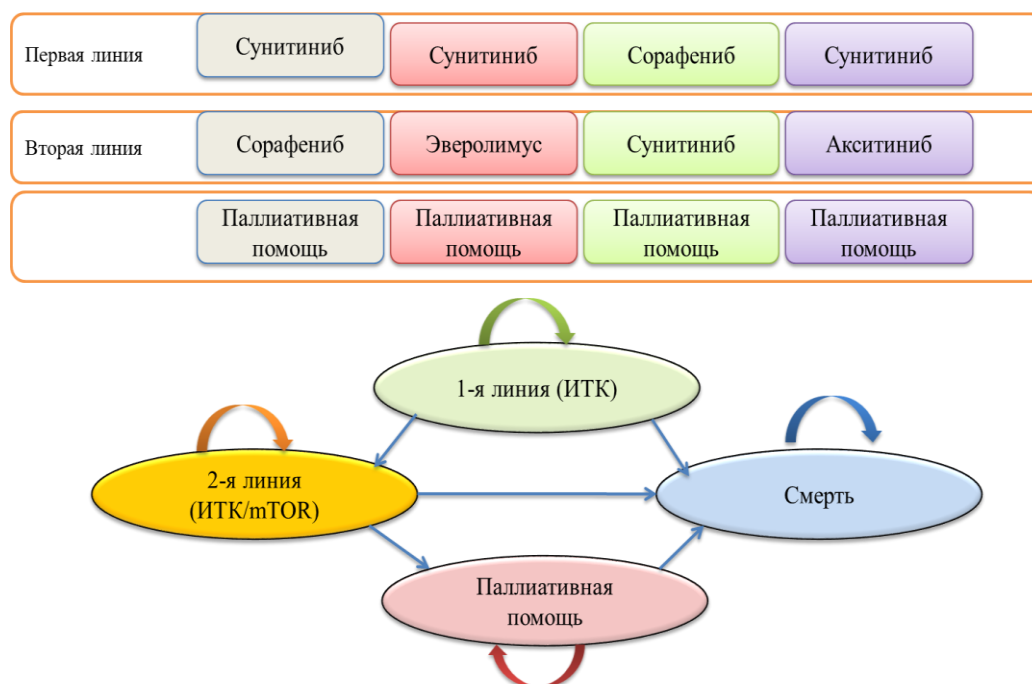 Первая линия
Сунитиниб
Сунитиниб
Сорафениб
Сунитиниб
Вторая линия
Сорафениб
Эверолимус
Сунитиниб
Акситиниб
Паллиативная
помощь
Паллиативная
помощь
Паллиативная
помощь
Паллиативная
помощь
1-я линия (ИТК)
2-я линия
(ИТК/mTOR)
Смерть
Паллиативная
помощь